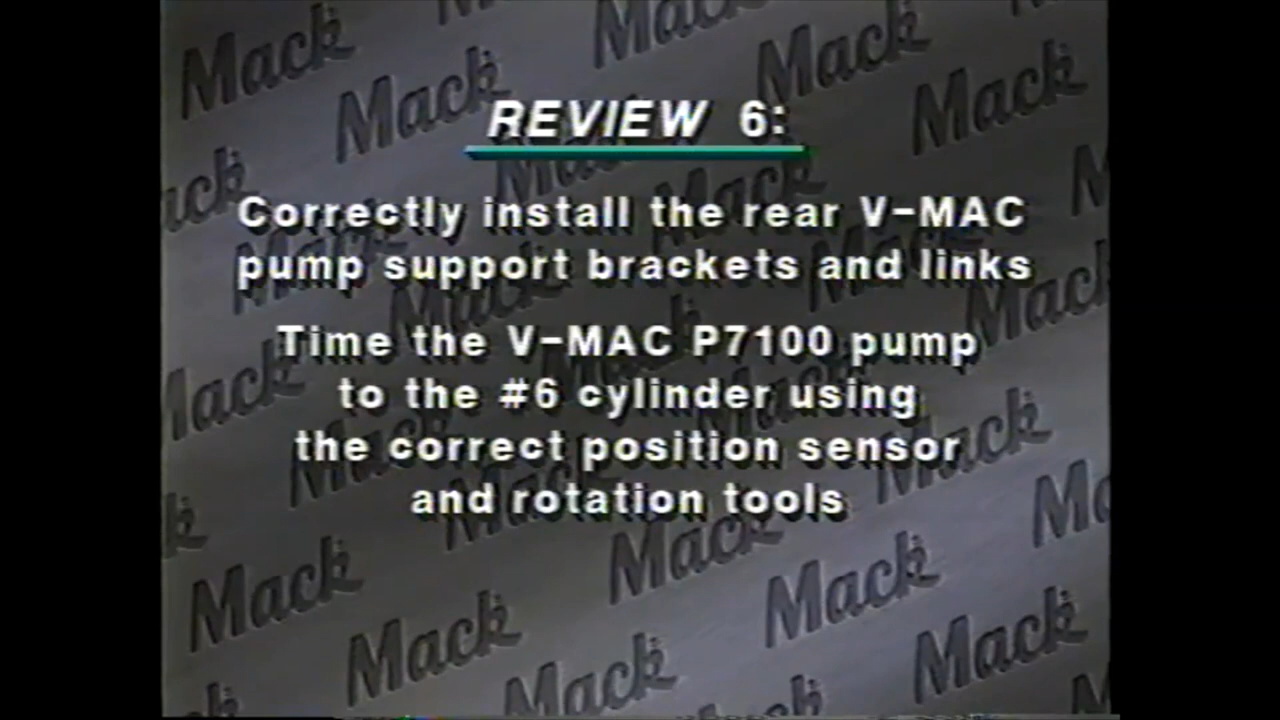 REVIEW 6:
Correctly install the rear V-MAC
pump support brackets and links
Time the V-MAC P7100 pump
to the #6 cylinder using
the correct position sensor
and rotation tools
Mack